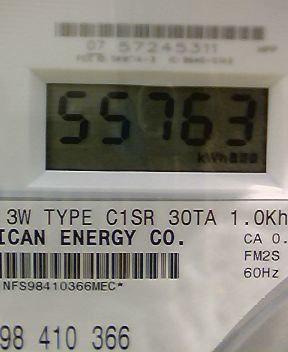 07 57245311
55763
kWh
3W TYPE C1SR 30TA 1.0Kh
ICAN ENERGY CO.
CA 0.
FM2S
60Hz
NFS98410366MEC*
98 410 366